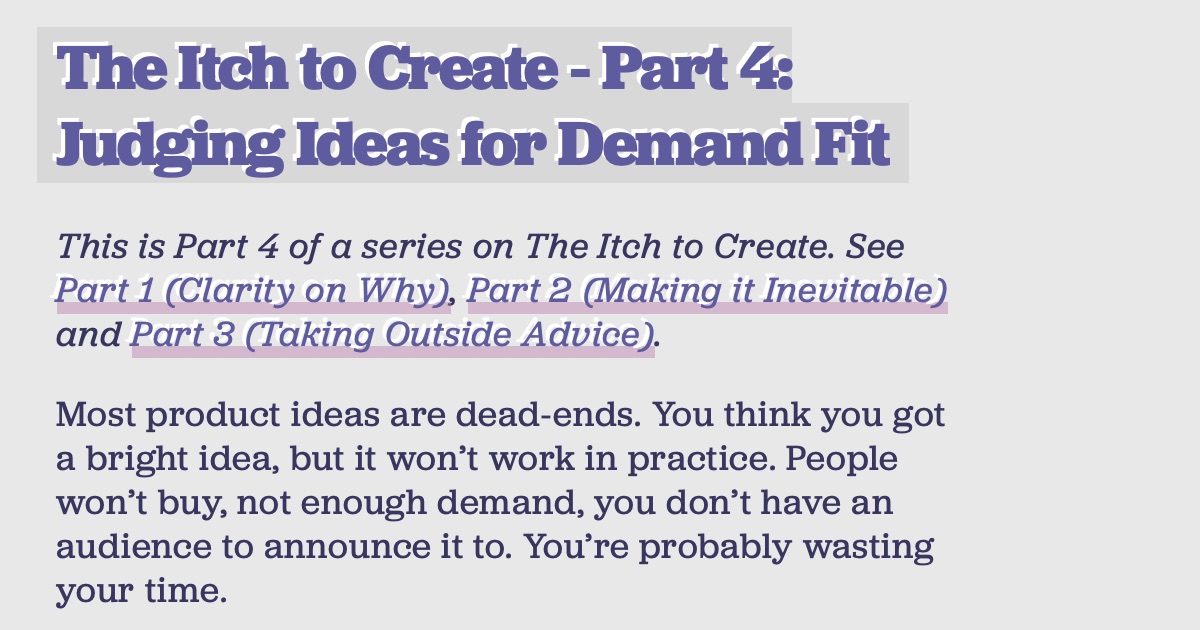 The Itch to Create - Part 4:
Judging Ideas for Demand Fit
This is Part 4 of a series on The Itch to Create. See
Part 1 (Clarity on Why), Part 2 (Making it Inevitable)
and Part 3 (Taking Outside Advice).
Most product ideas are dead-ends. You think you got
a bright idea, but it won’t work in practice. People
won’t buy, not enough demand, you don’t have an
audience to announce it to. You’re probably wasting
your time.